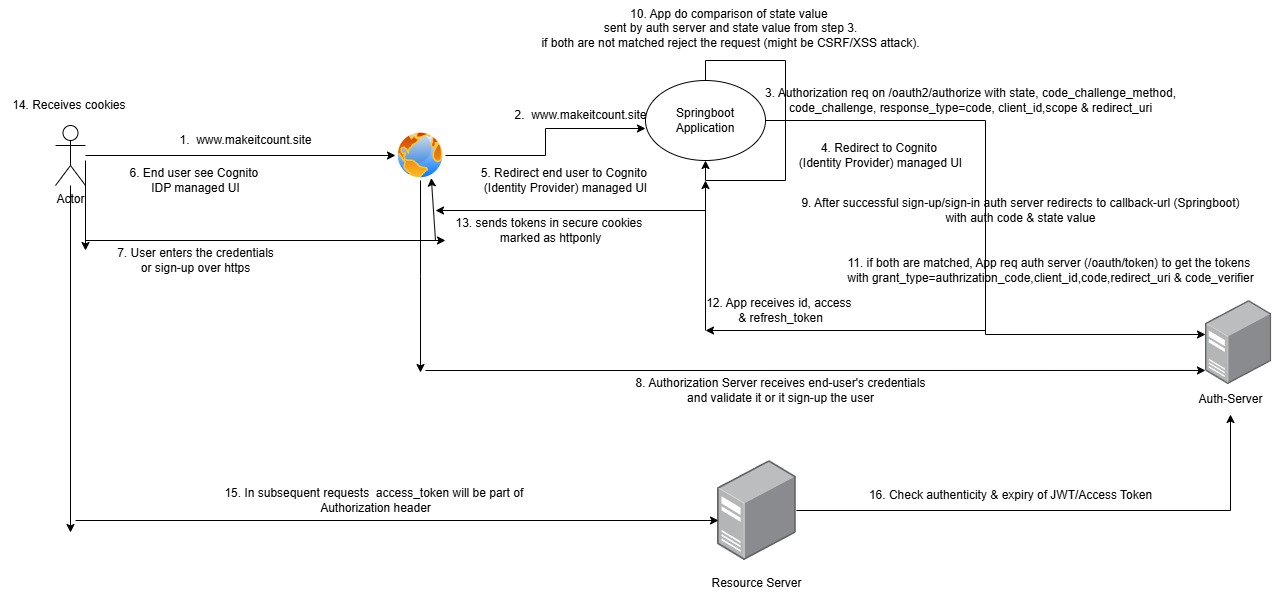 10. App do comparison of state value
sent by auth server and state value from step 3.
if both are not matched reject the request (might be CSRF/XSS attack).
14. Receives cookies
1. www.makeitcount.site
2. www.makeitcount.site
Springboot
Application
3. Authorization req on /oauth2/authorize with state, code_challenge_method,
code_challenge, response_type=code, client_id,scope & redirect_uri
4. Redirect to Cognito
(Identity Provider) managed UI
Actor
6. End user see Cognito
IDP managed UI
5. Redirect end user to Cognito
(Identity Provider) managed UI
9. After successful sign-up/sign-in auth server redirects to callback-url (Springboot)
with auth code & state value
13. sends tokens in secure cookies
marked as httponly
7. User enters the credentials
or sign-up over https
11. if both are matched, App req auth server (/oauth/token) to get the tokens
with grant_type=authrization_code,client_id,code,redirect_uri & code_verifier
12. App receives id, access
& refresh_token
8. Authorization Server receives end-user's credentials
and validate it or it sign-up the user
Auth-Server
15. In subsequent requests access_token will be part of
Authorization header
16. Check authenticity & expiry of JWT/Access Token
Resource Server